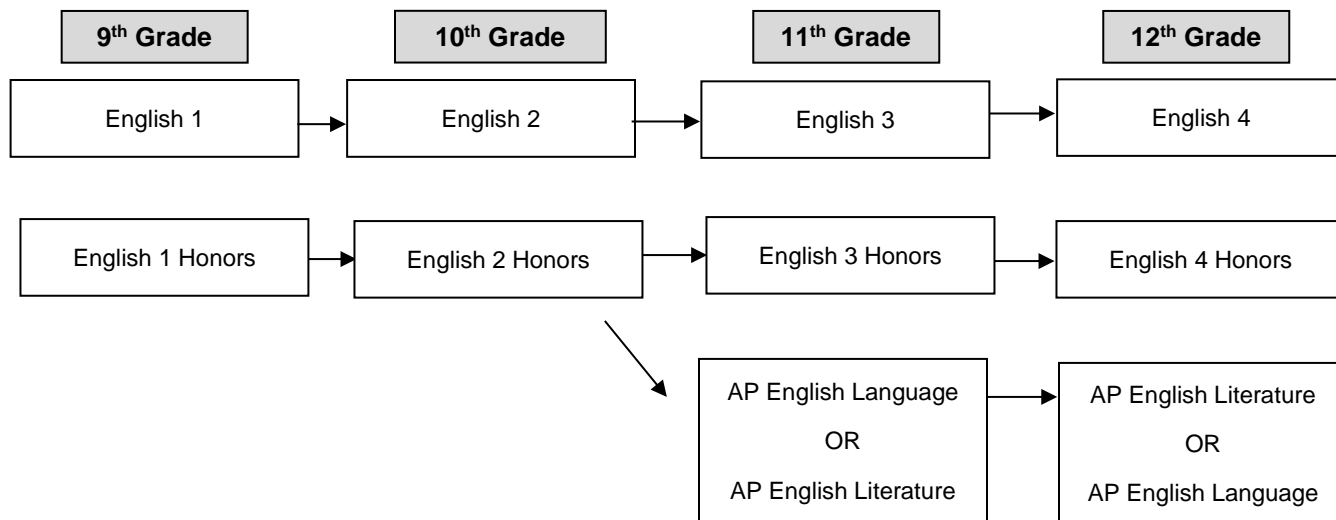 9th Grade
10th Grade
11th Grade
12th Grade
English 1
English 2
English 3
English 4
English 1 Honors
English 2 Honors
English 3 Honors
English 4 Honors
AP English Language
OR
AP English Literature
AP English Literature
OR
AP English Language